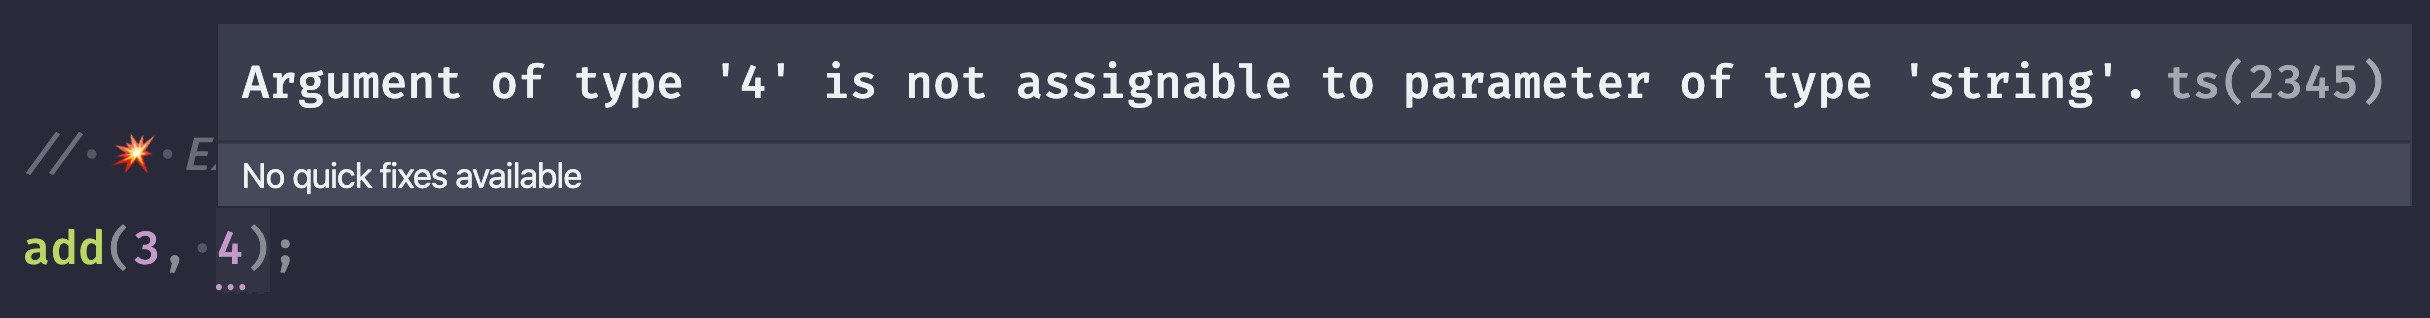 Argument of type '4' is not assignable to parameter of type 'string'. ts(2345)
// 💥
No quick fixes available
add(3, 4);